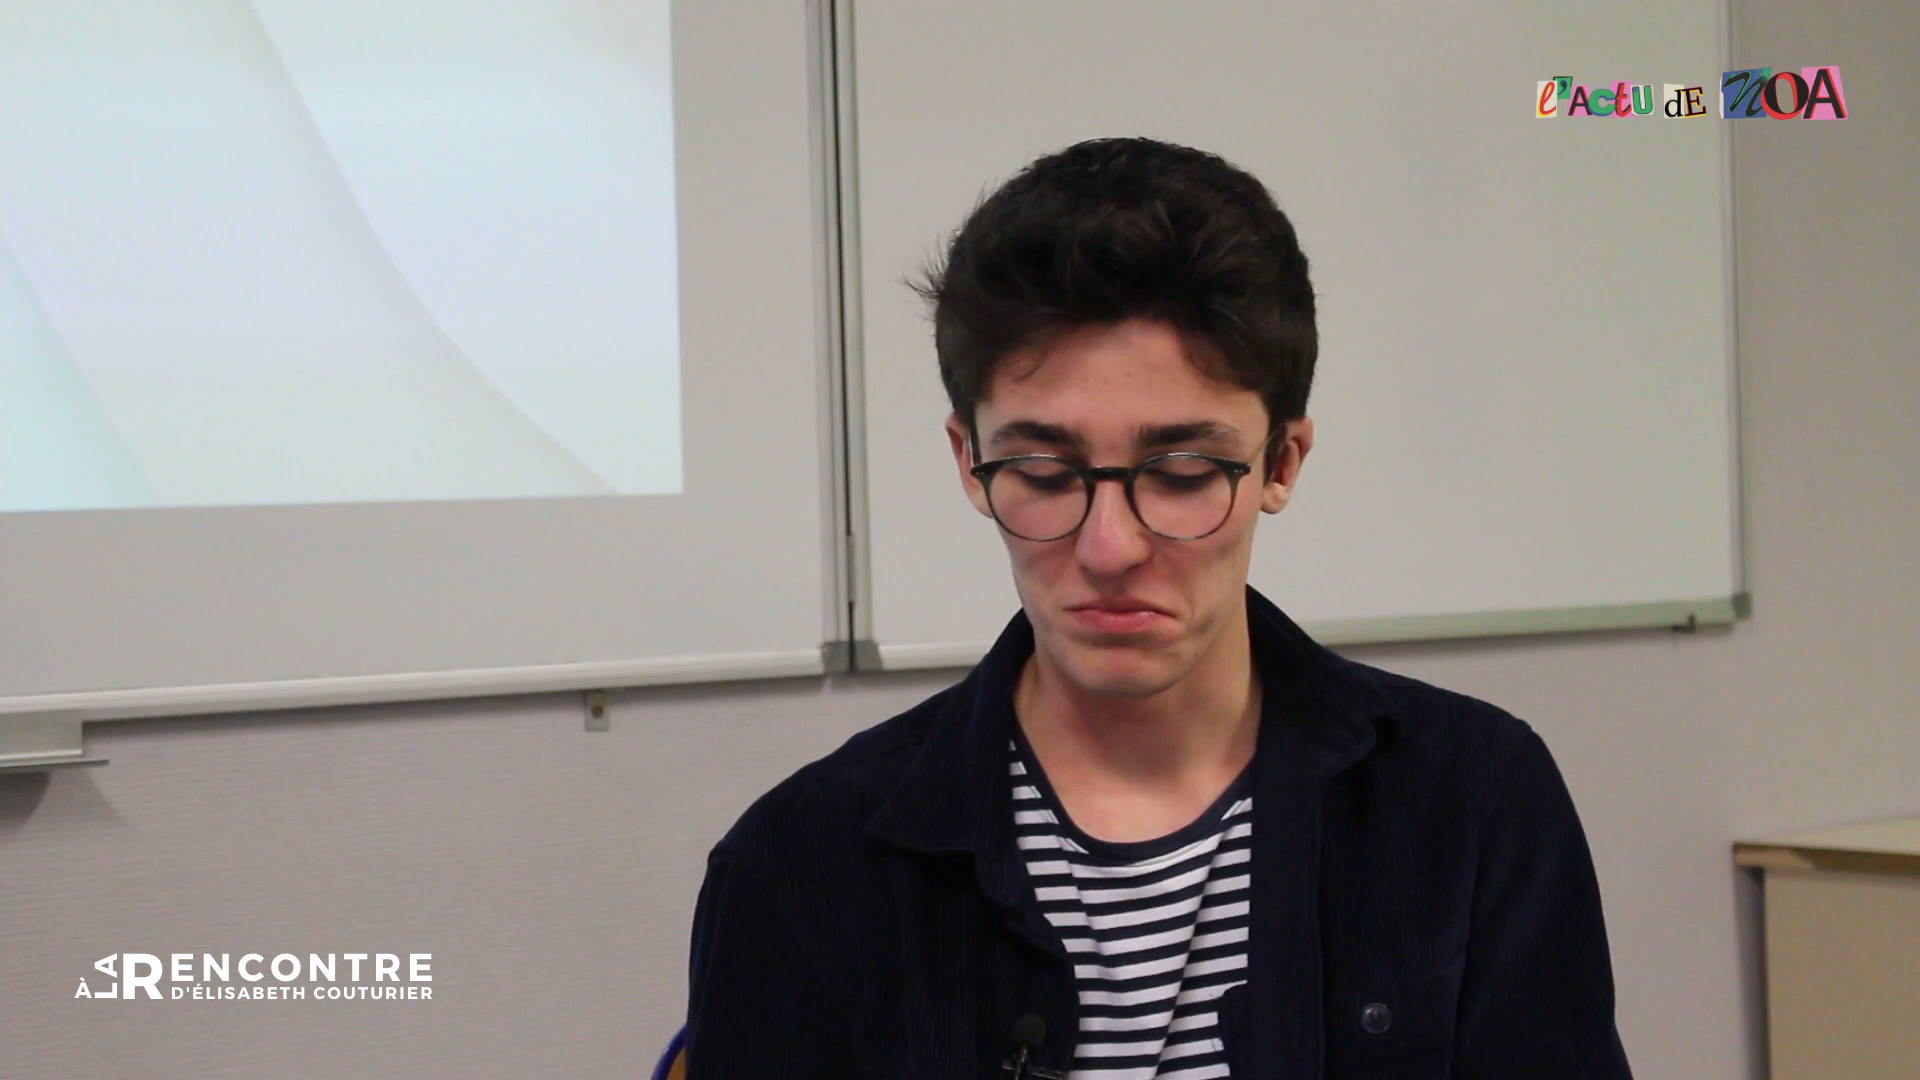 l'Actu de NOA
À LA RENCONTRE
D'ÉLISABETH COUTURIER